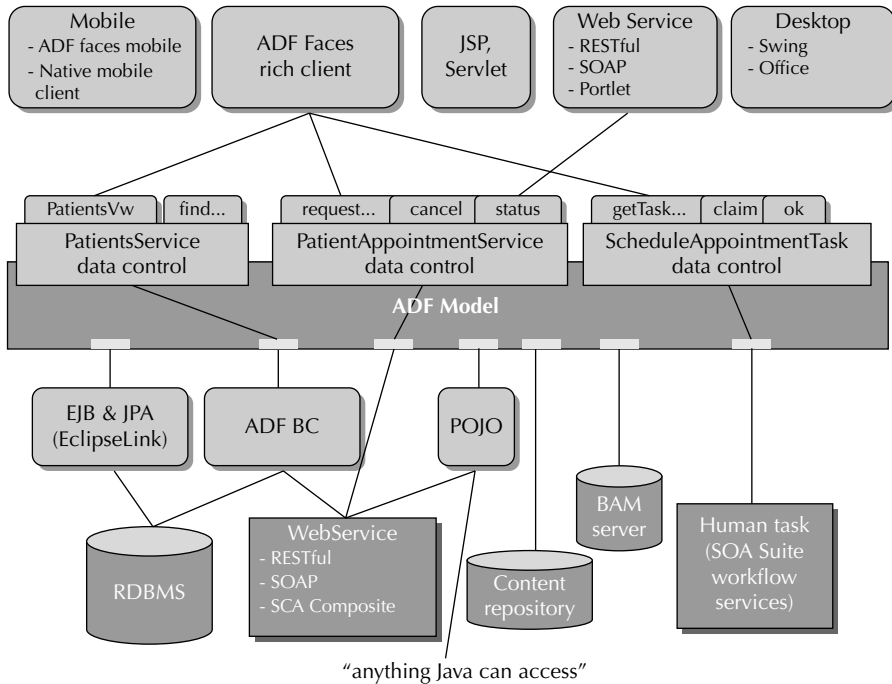 Mobile
- ADF faces mobile
- Native mobile
client
ADF Faces
rich client
JSP,
Servlet
Web Service
- RESTful
- SOAP
- Portlet
Desktop
- Swing
- Office
PatientsVw
find...
PatientsService
data control
request...
cancel
status
PatientAppointmentService
data control
getTask...
claim
ok
ScheduleAppointmentTask
data control
ADF Model
EJB & JPA
(EclipseLink)
ADF BC
POJO
RDBMS
WebService
- RESTful
- SOAP
- SCA Composite
Content
repository
BAM
server
Human task
(SOA Suite
workflow
services)
“anything Java can access”